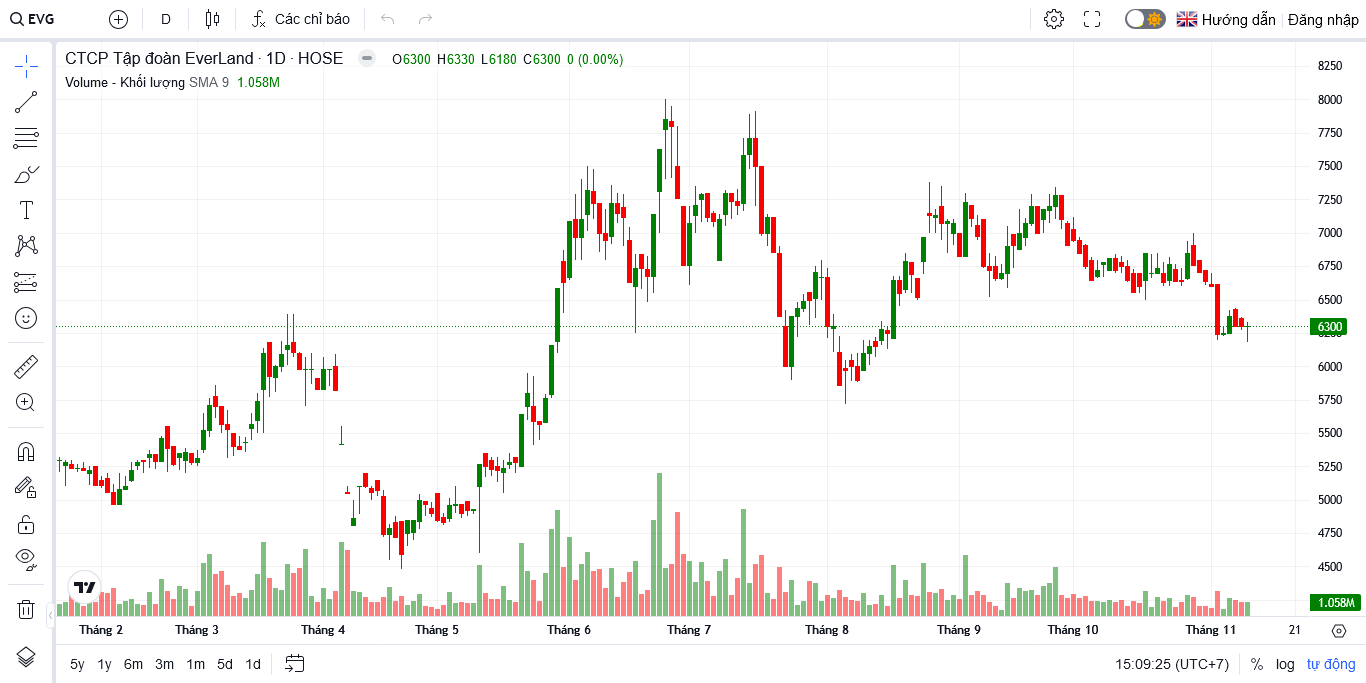 EVG D Các chỉ báo Hướng dẫn Đăng nhập
CTCP Tập đoàn EverLand · 1D · HOSE O6300 H6330 L6180 C6300 0 (0.00%)
Volume - Khối lượng SMA 9 1.058M
8250
8000
7750
7500
7250
7000
6750
6500
6300
6000
5750
5500
5250
5000
4750
4500
1.058M
Tháng 2 Tháng 3 Tháng 4 Tháng 5 Tháng 6 Tháng 7 Tháng 8 Tháng 9 Tháng 10 Tháng 11 21
5y 1y 6m 3m 1m 5d 1d 15:09:25 (UTC+7) % log tự động